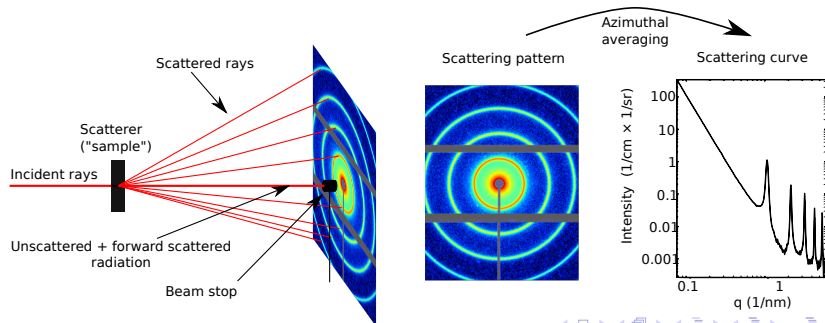 Scattered rays
Scatterer
("sample")
Incident rays
Unscattered + forward scattered
radiation
Beam stop
Azimuthal
averaging
Scattering pattern
Scattering curve
Intensity (1/cm × 1/sr)
100
10
1
0.1
0.01
0.001
0.1
1
q (1/nm)